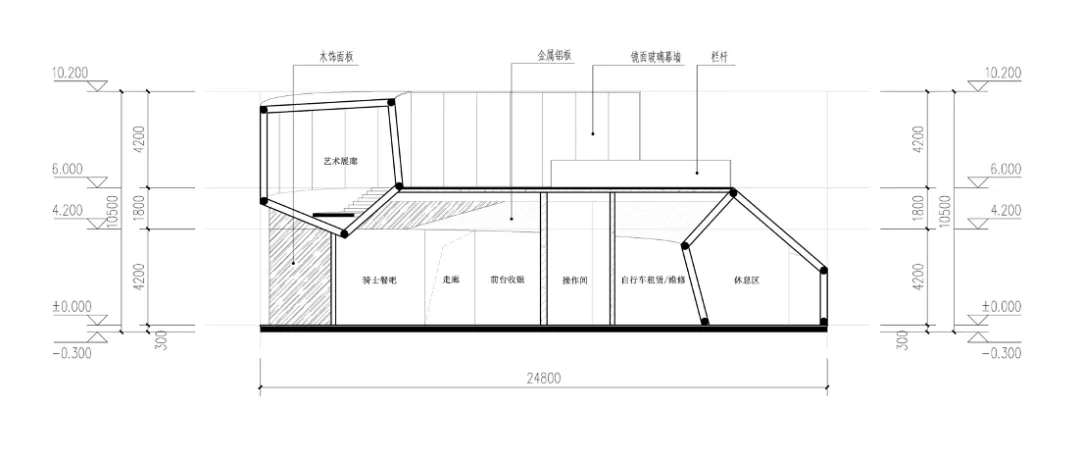 木饰面板
金属铝板
镜面玻璃幕墙
栏杆
10.200
10.200
4200
4200
艺术展廊
6.000
6.000
10500
1800
1800
10500
4.200
4.200
4200
4200
骑士餐吧
走廊
前台收银
操作间
自行车租赁/维修
休息区
±0.000
±0.000
300
300
-0.300
-0.300
24800